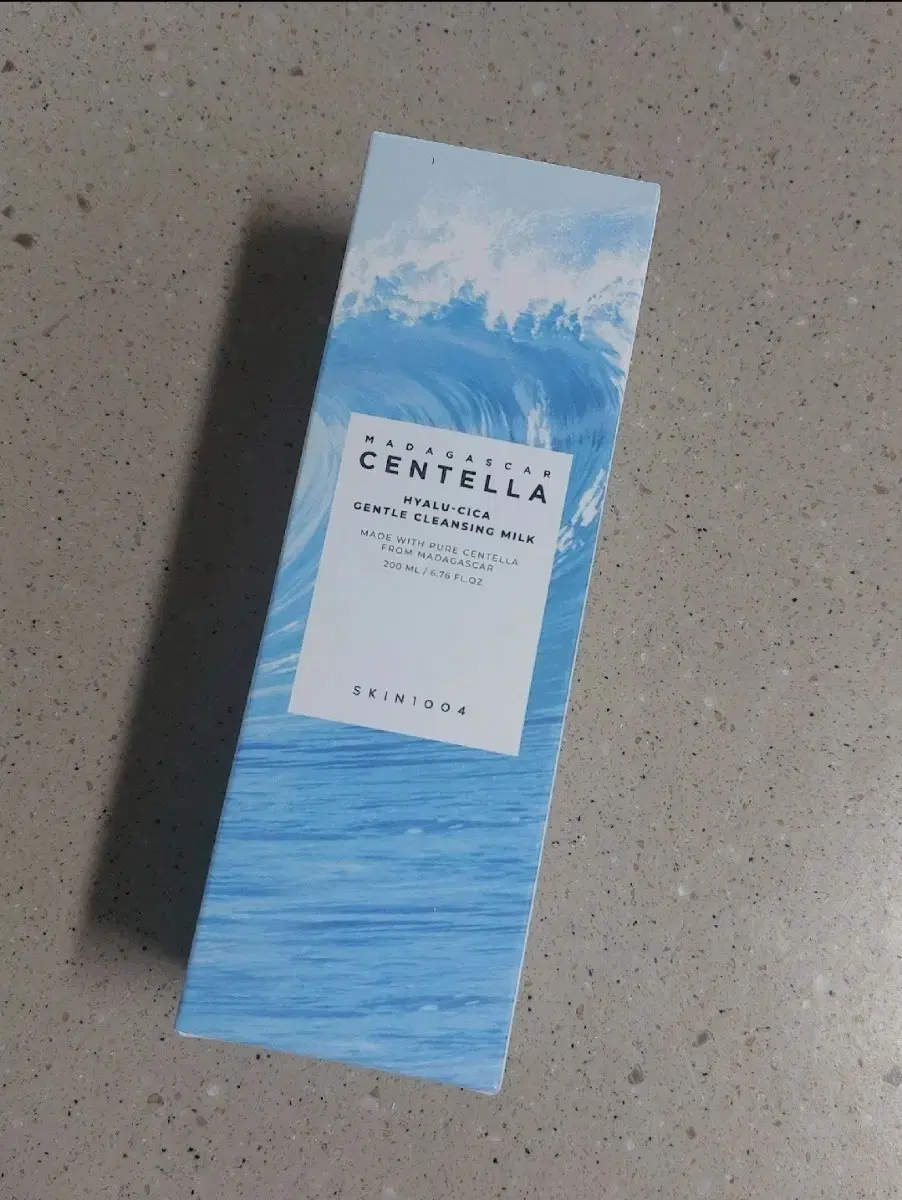 MADAGASCAR
CENTELLA
HYALU-CICA
GENTLE CLEANSING MILK
MADE WITH PURE CENTELLA
FROM MADAGASCAR
200 ML / 6.76 FL.OZ.
SKIN1004